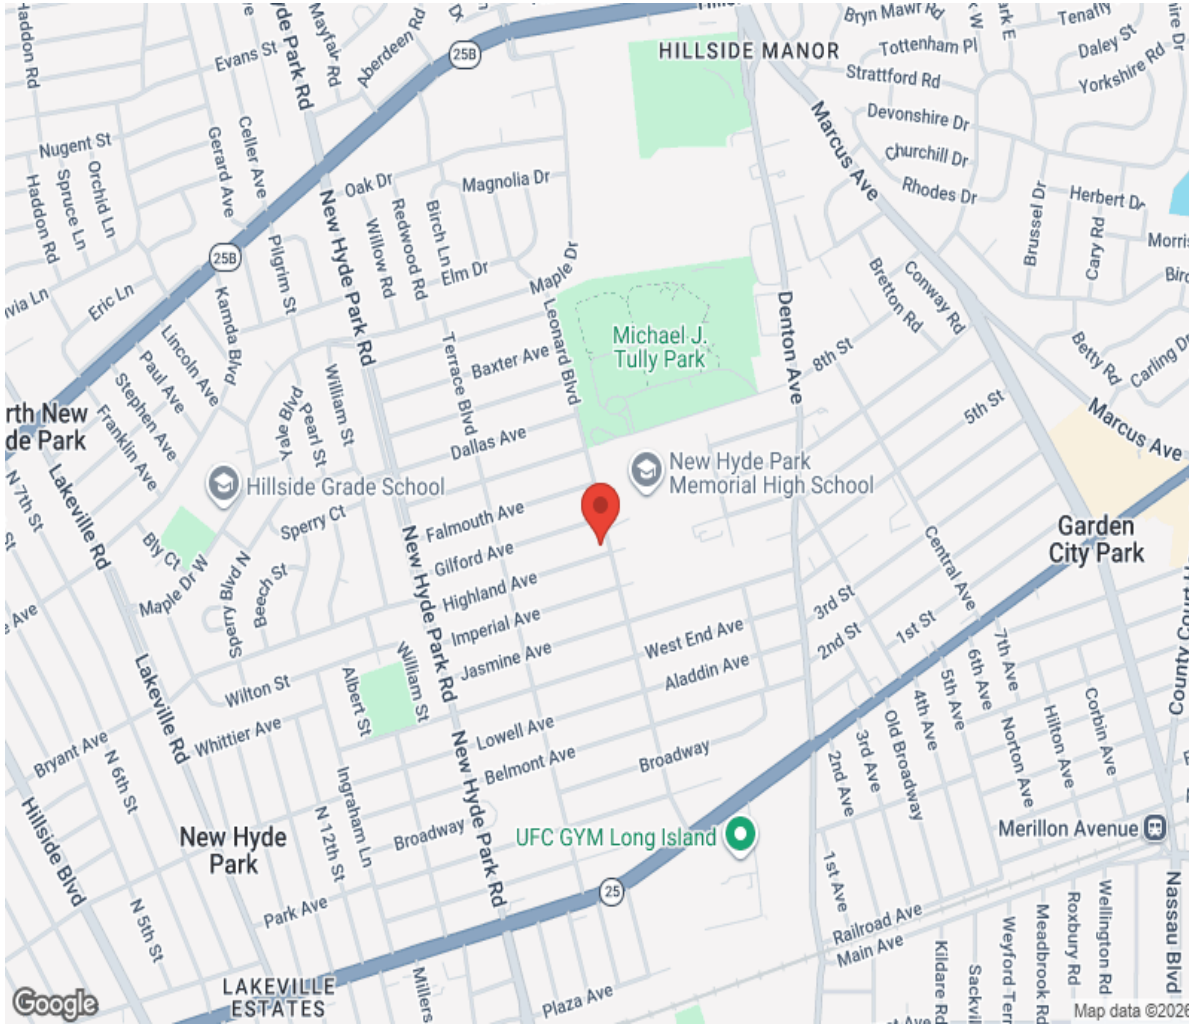 Haddon Rd
Evans St
Hyde Park Rd
Mayfair Rd
Aberdeen Rd
25B
HILLSIDE MANOR
Bryn Mawr Rd
Tenafly
Tottenham Pl
Daley St
Strattford Rd
Yorkshire Rd
Devonshire Dr
Marcus Ave
Churchill Dr
Rhodes Dr
Herbert Dr
Brussel Dr
Cary Rd
Morris
Nugent St
Orchid Ln
Spruce Ln
Haddon Rd
Gerard Ave
Celler Ave
Oak Dr
Magnolia Dr
New Hyde Park Rd
Willow Rd
Redwood Rd
Birch Ln
Elm Dr
Maple Dr
25B
Pilgrim St
Eric Ln
Kamda Blvd
Lincoln Ave
Paul Ave
Stephen Ave
Franklin Ave
Leonard Blvd
Terrace Blvd
Baxter Ave
Michael J.
Tully Park
Denton Ave
Bretton Rd
Conway Rd
8th St
5th St
Betty Rd
Carling Dr
Marcus Ave
rth New
de Park
William St
Yale Blvd
Pearl St
Dallas Ave
N 7th St
Lakeville Rd
Hillside Grade School
New Hyde Park
Memorial High School
Sperry Ct
Falmouth Ave
Gilford Ave
Highland Ave
Imperial Ave
Jasmine Ave
New Hyde Park Rd
Bly Ct
Maple Dr W
Sperry Blvd N
Beech St
Garden
City Park
Central Ave
3rd St
2nd St
1st St
West End Ave
Aladdin Ave
7th Ave
6th Ave
5th Ave
4th Ave
Old Broadway
3rd Ave
2nd Ave
Norton Ave
Hilton Ave
Corbin Ave
Lakeville Rd
Wilton St
Whittier Ave
Albert St
William St
Bryant Ave
N 6th St
Lowell Ave
Belmont Ave
Broadway
Broadway
New Hyde Park Rd
Ingraham Ln
N 12th St
Hillside Blvd
New Hyde
Park
UFC GYM Long Island
Merillon Avenue
25
1st Ave
Park Ave
N 5th St
Railroad Ave
Main Ave
Nassau Blvd
Wellington Rd
Roxbury Rd
Meadbrook Rd
Weyford Terr
Sackvil
Kildare Rd
LAKEVILLE
ESTATES
Millers
Plaza Ave
Google
Map data ©2026